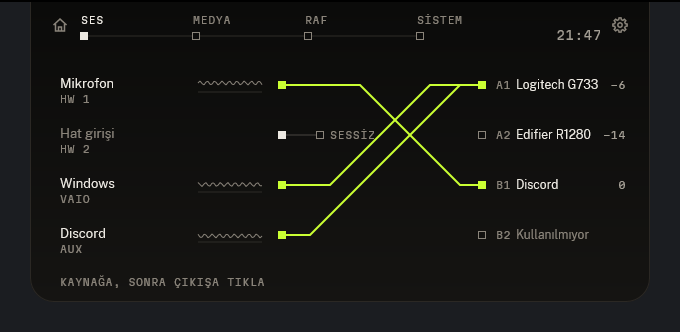 SES MEDYA RAF SİSTEM
21:47
Mikrofon A1 Logitech G733 −6
HW 1
Hat girişi SESSİZ A2 Edifier R1280 −14
HW 2
Windows B1 Discord 0
VAIO
Discord B2 Kullanılmıyor
AUX
KAYNAĞA, SONRA ÇIKIŞA TIKLA